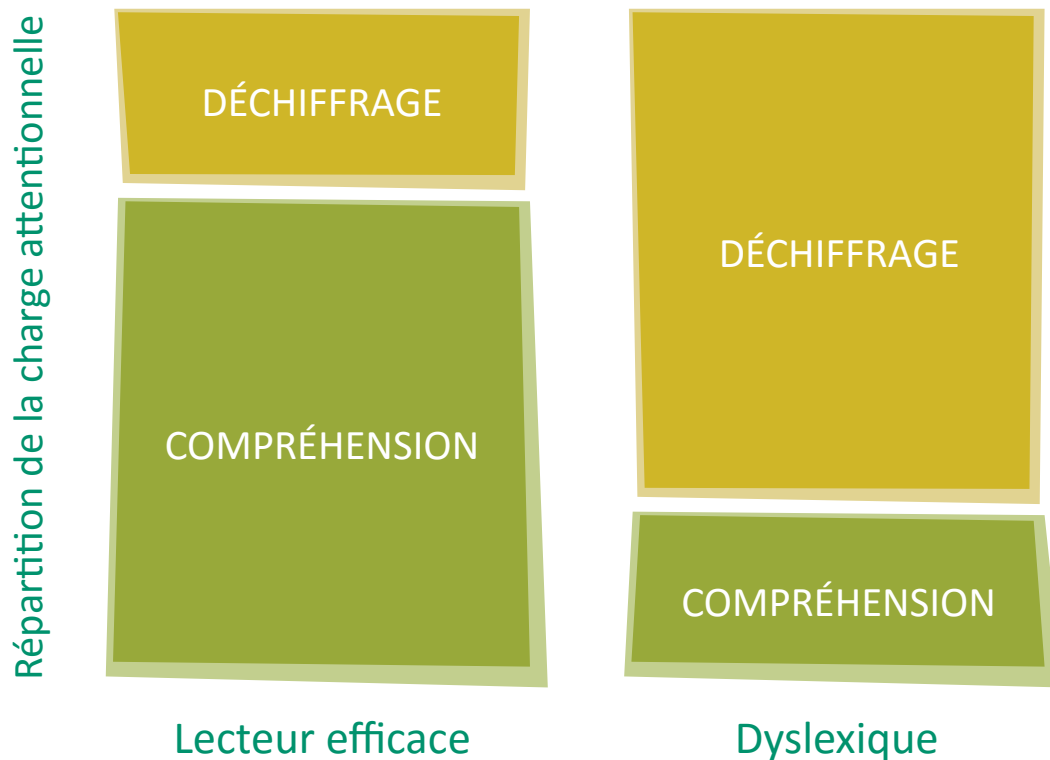 Répartition de la charge attentionnelle
DÉCHIFFRAGE
COMPRÉHENSION
Lecteur efficace
DÉCHIFFRAGE
COMPRÉHENSION
Dyslexique